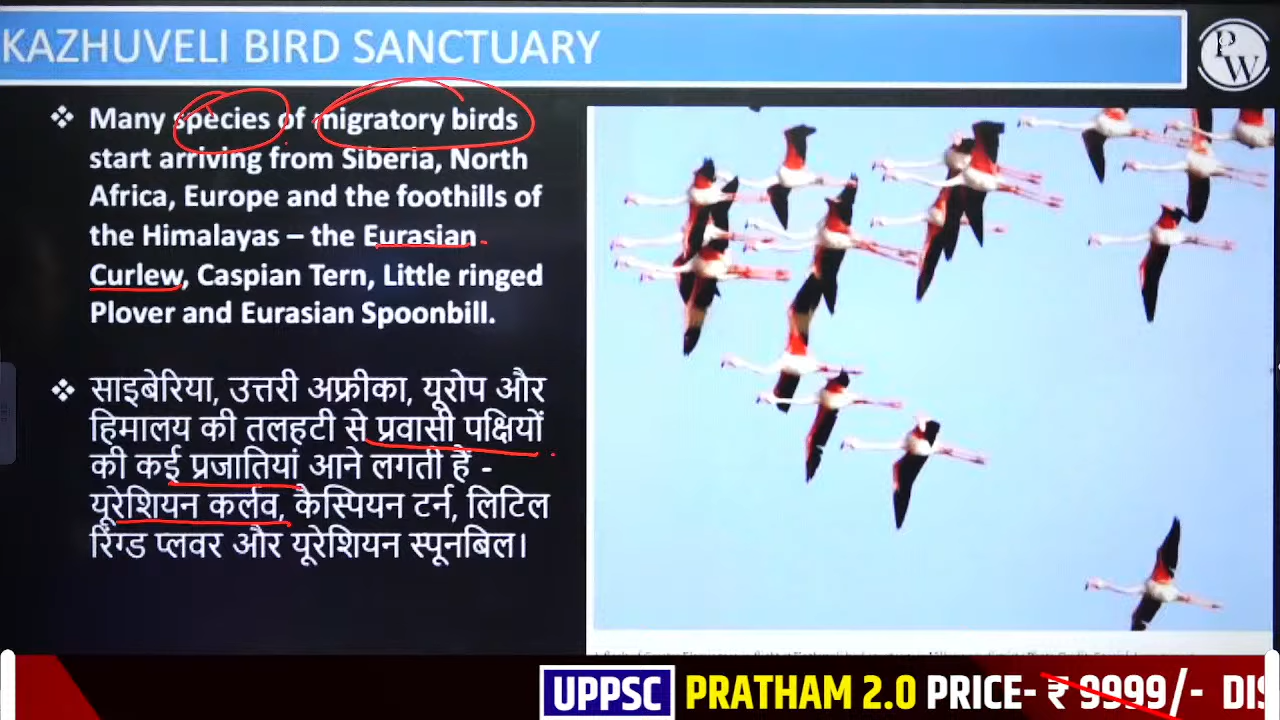 KAZHUVELI BIRD SANCTUARY
PW
❖ Many species of migratory birds
start arriving from Siberia, North
Africa, Europe and the foothills of
the Himalayas – the Eurasian
Curlew, Caspian Tern, Little ringed
Plover and Eurasian Spoonbill.
❖ साइबेरिया, उत्तरी अफ्रीका, यूरोप और
हिमालय की तलहटी से प्रवासी पक्षियों
की कई प्रजातियां आने लगती हैं -
यूरेशियन कर्लव, कैस्पियन टर्न, लिटिल
रिंग्ड प्लवर और यूरेशियन स्पूनबिल।
UPPSC PRATHAM 2.0 PRICE- ₹ 9999/- DIS